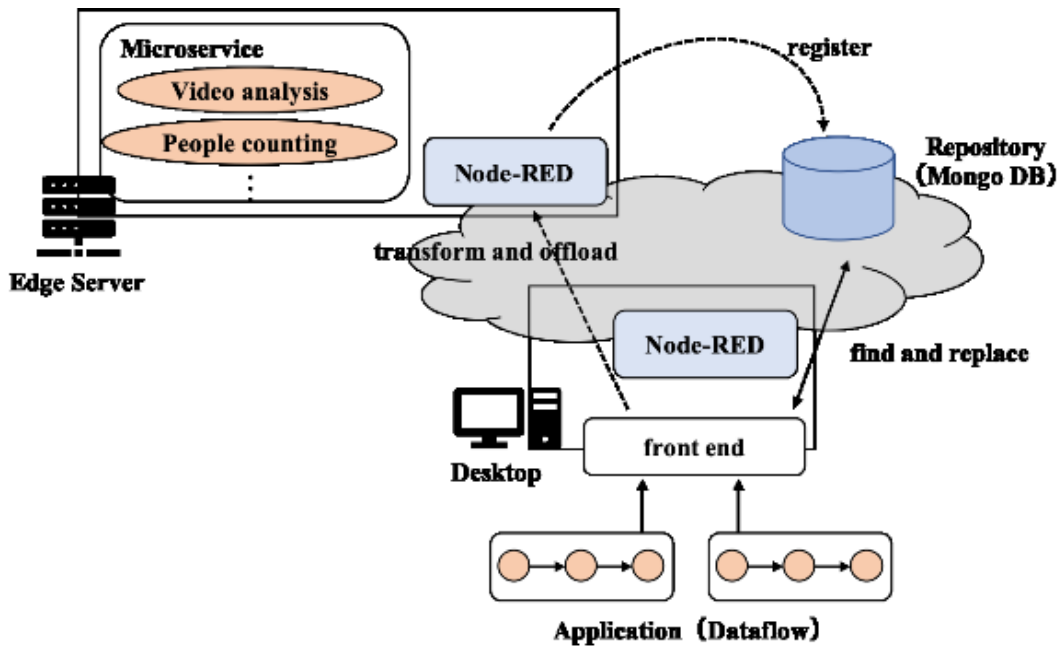 Microservice
Video analysis
People counting
⋮
register
Node-RED
Repository
(Mongo DB)
transform and offload
Edge Server
Node-RED
find and replace
front end
Desktop
Application (Dataflow)